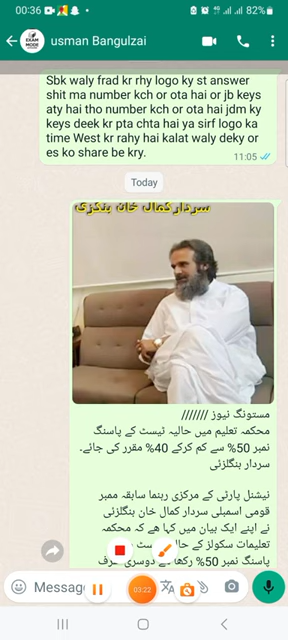 00:36
82%
usman Bangulzai
Sbk waly frad kr rhy logo ky st answer
shit ma number kch or ota hai or jb keys
aty hai tho number kch or ota hai jdm ky
keys deek kr pta chta hai ya sirf logo ka
time West kr rahy hai kalat waly deky or
es ko share be kry.
11:05
Today
سردار کمال خان بنگلزئی
مستونگ نیوز ///////
محکمہ تعلیم میں حالیہ ٹیسٹ کے پاسنگ
نمبر 50% سے کم کرکے 40% مقرر کی جائے۔
سردار بنگلزئی
نیشنل پارٹی کے مرکزی رہنما سابقہ ممبر
قومی اسمبلی سردار کمال خان بنگلزئی
نے اپنے ایک بیان میں کہا ھے کہ محکمہ
تعلیمات سکولز کے ٹیسٹ
پاسنگ نمبر 50% رکھا دوسری طرف
Messag
03:22